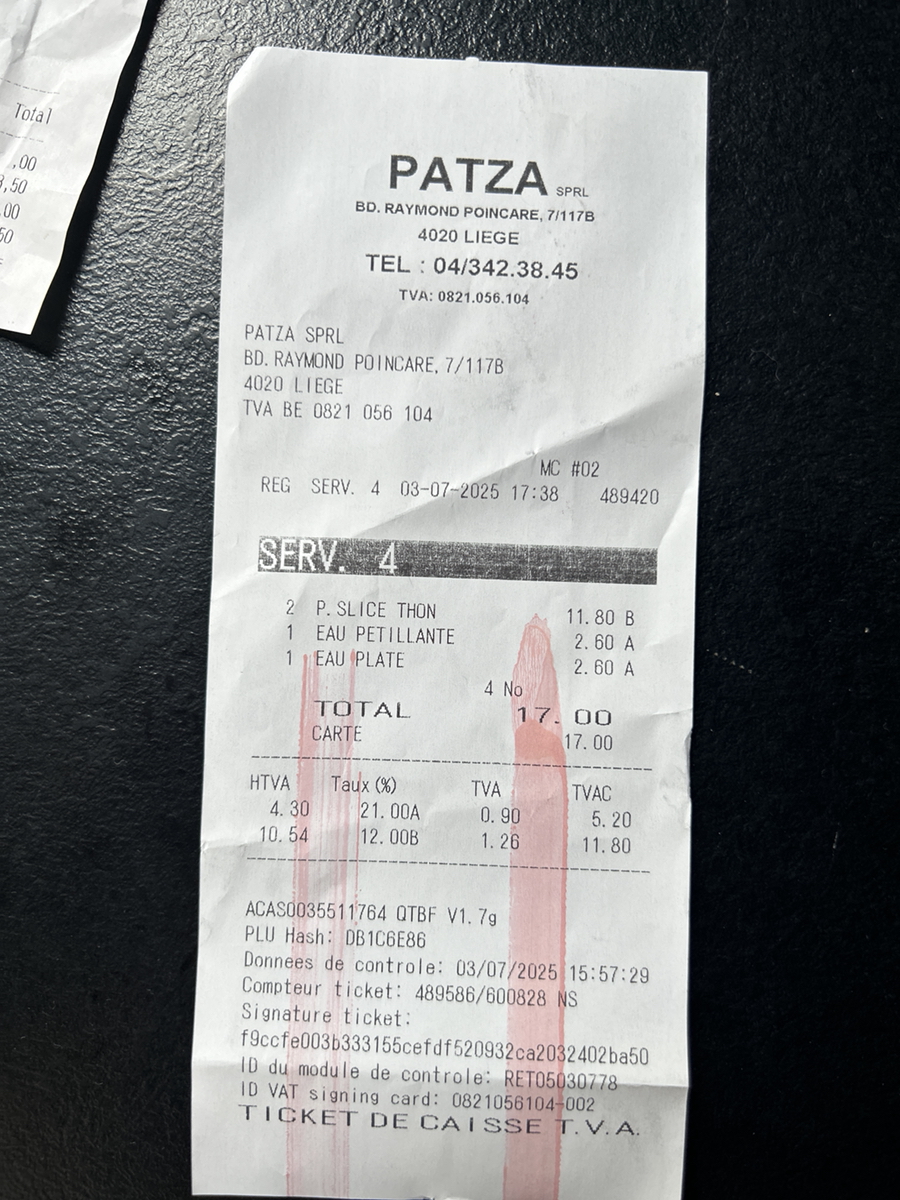 Total
,00
,50
,00
50
PATZA SPRL
BD. RAYMOND POINCARE, 7/117B
4020 LIEGE
TEL : 04/342.38.45
TVA: 0821.056.104
PATZA SPRL
BD. RAYMOND POINCARE, 7/117B
4020 LIEGE
TVA BE 0821 056 104
MC #02
REG SERV. 4 03-07-2025 17:38 489420
SERV. 4
2 P.SLICE THON 11.80 B
1 EAU PETILLANTE 2.60 A
1 EAU PLATE 2.60 A
4 No
TOTAL 17.00
CARTE 17.00
HTVA Taux(%) TVA TVAC
4.30 21.00A 0.90 5.20
10.54 12.00B 1.26 11.80
ACAS0035511764 QTBF V1.7g
PLU Hash: DB1C6E86
Donnees de controle: 03/07/2025 15:57:29
Compteur ticket: 489586/600828 NS
Signature ticket:
f9ccfe003b333155cefdf520932ca2032402ba50
ID du module de controle: RET05030778
ID VAT signing card: 0821056104-002
TICKET DE CAISSE T.V.A.